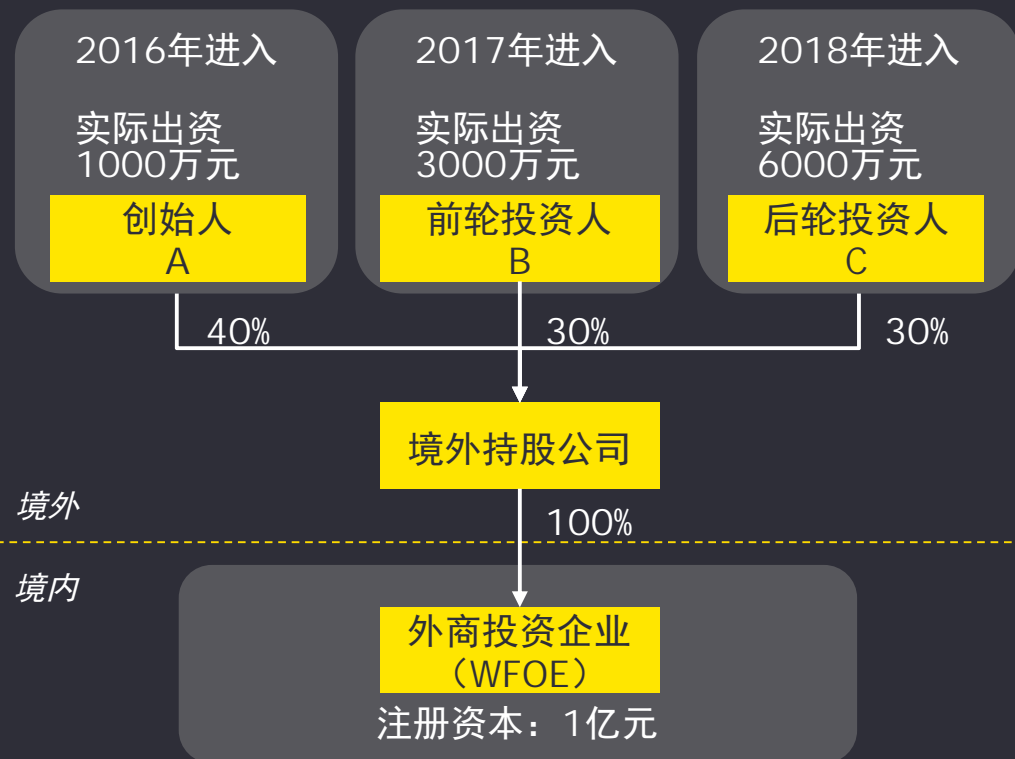 2016年进入
实际出资
1000万元
创始人
A
2017年进入
实际出资
3000万元
前轮投资人
B
2018年进入
实际出资
6000万元
后轮投资人
C
40%
30%
30%
境外持股公司
境外
100%
境内
外商投资企业
（WFOE）
注册资本：1亿元